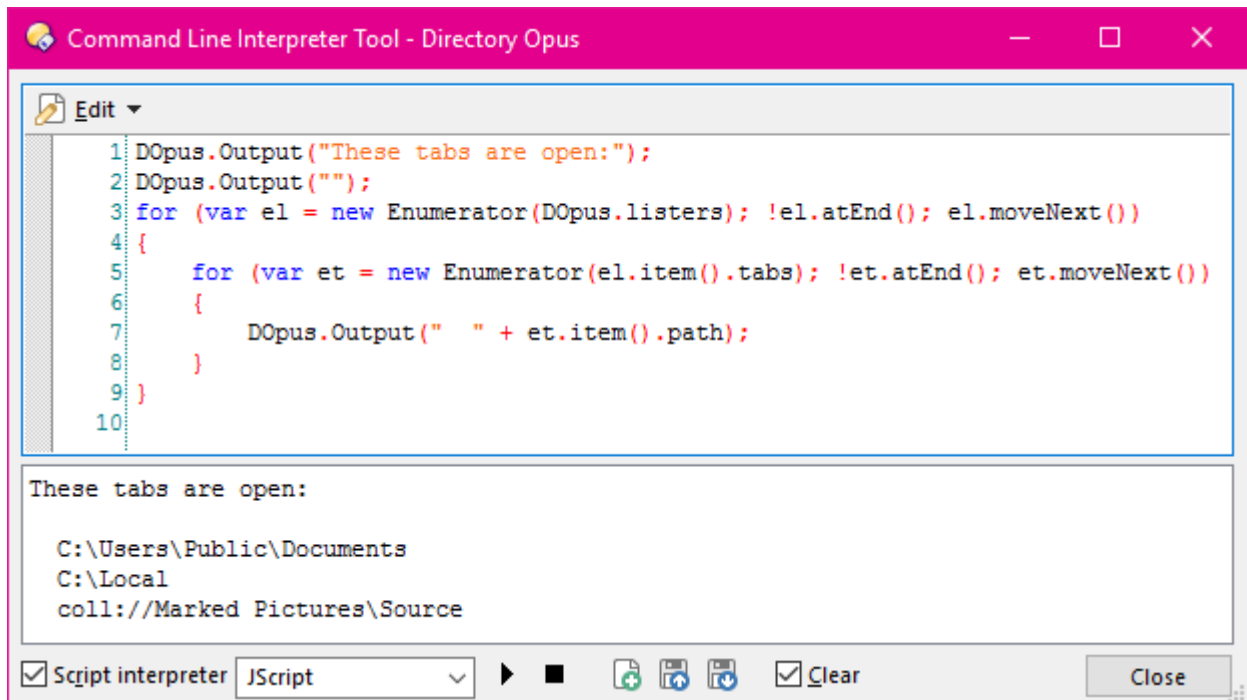 Command Line Interpreter Tool - Directory Opus
Edit
1 DOpus.Output("These tabs are open:");
2 DOpus.Output("");
3 for (var el = new Enumerator(DOpus.listers); !el.atEnd(); el.moveNext())
4 {
5     for (var et = new Enumerator(el.item().tabs); !et.atEnd(); et.moveNext())
6     {
7         DOpus.Output("  " + et.item().path);
8     }
9 }
10
These tabs are open:
  C:\Users\Public\Documents
  C:\Local
  coll://Marked Pictures\Source
Script interpreter JScript Clear Close